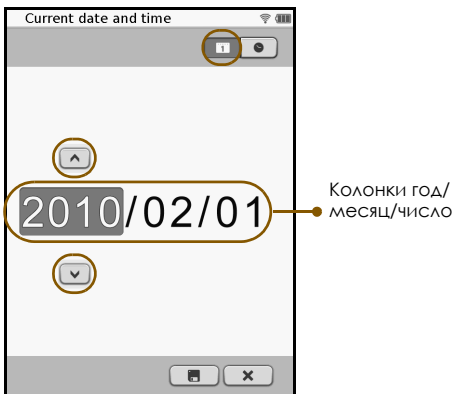 Current date and time
1
2010/02/01
Колонки год/
месяц/число